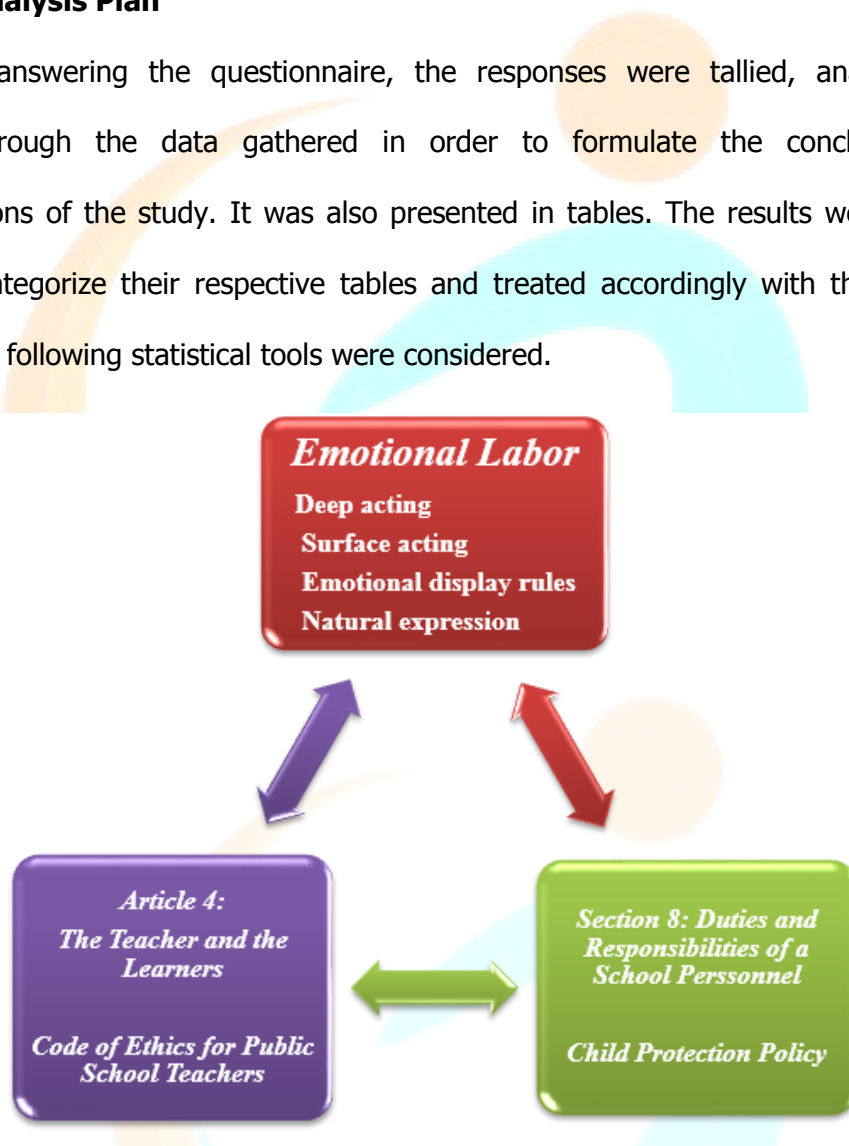 alysis Plan
answering the questionnaire, the responses were tallied, ana
rough the data gathered in order to formulate the concl
ons of the study. It was also presented in tables. The results we
ategorize their respective tables and treated accordingly with th
following statistical tools were considered.
Emotional Labor
Deep acting
Surface acting
Emotional display rules
Natural expression
Article 4:
The Teacher and the
Learners
Code of Ethics for Public
School Teachers
Section 8: Duties and
Responsibilities of a
School Perssonnel
Child Protection Policy